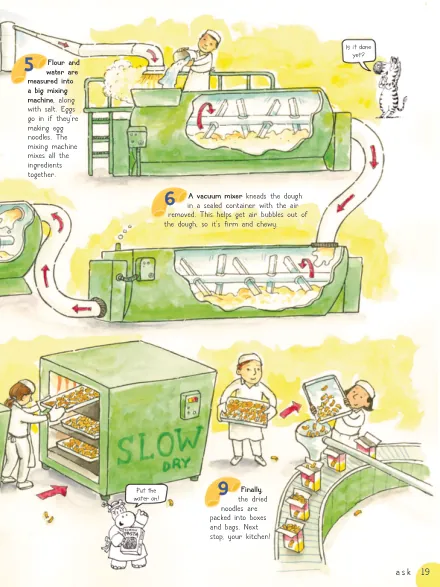 5 Flour and
water are
measured into
a big mixing
machine, along
with salt. Eggs
go in if they're
making egg
noodles. The
mixing machine
mixes all the
ingredients
together.
Is it done
yet?
6 A vacuum mixer kneads the dough
in a sealed container with the air
removed. This helps get air bubbles out of
the dough, so it's firm and chewy.
SLOW
DRY
Put the
water on!
PASTA
9 Finally,
the dried
noodles are
packed into boxes
and bags. Next
stop, your kitchen!
ask 19